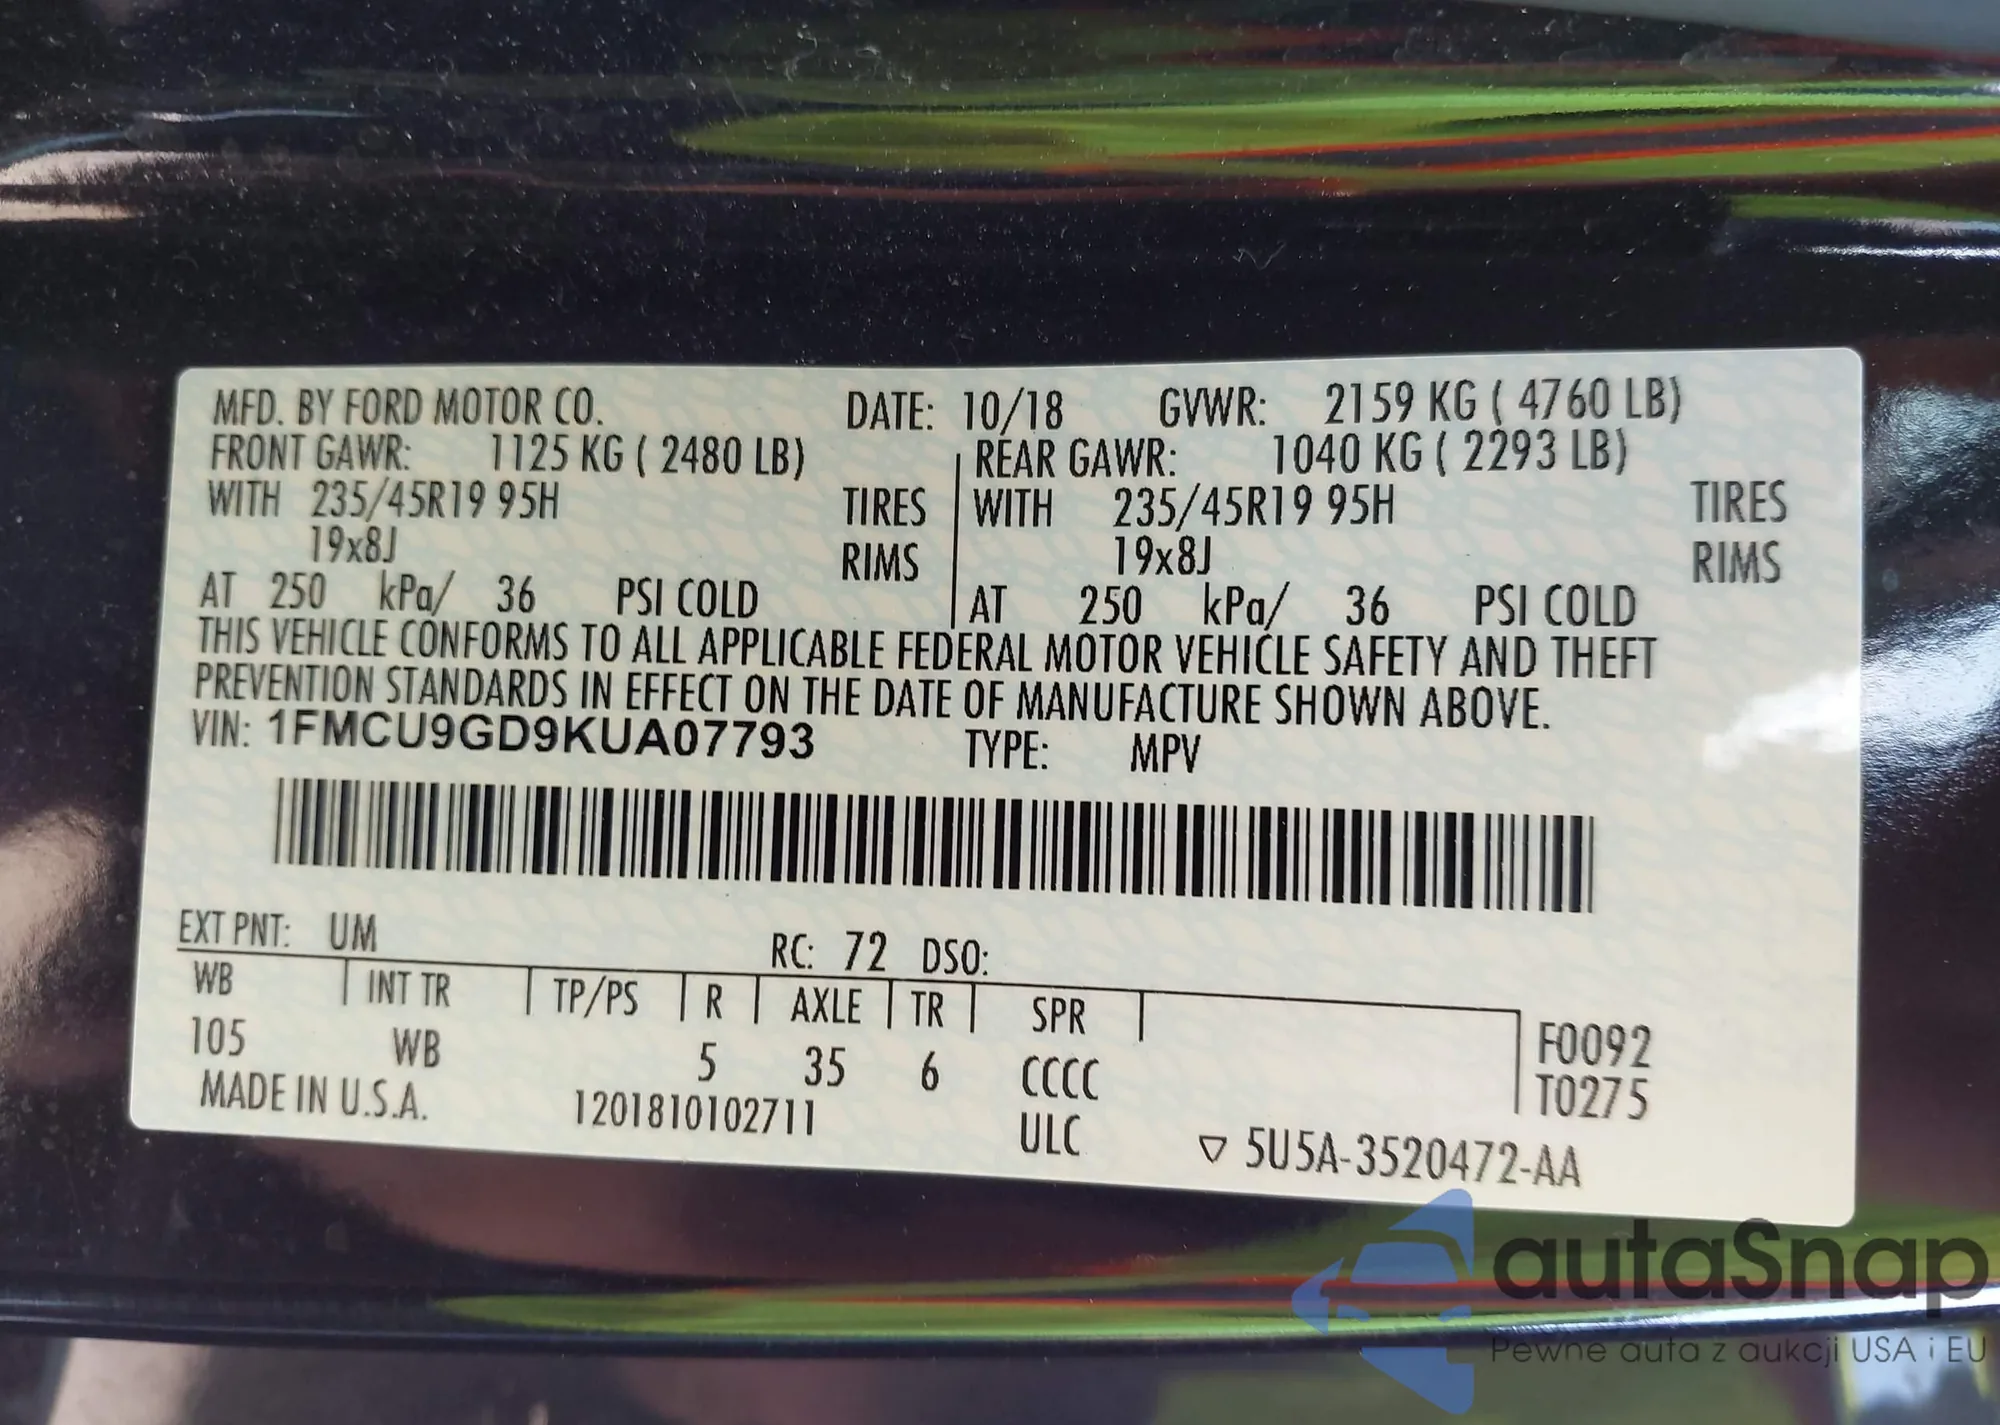 MFD. BY FORD MOTOR CO. DATE: 10/18 GVWR: 2159 KG ( 4760 LB)
FRONT GAWR: 1125 KG ( 2480 LB) REAR GAWR: 1040 KG ( 2293 LB)
WITH 235/45R19 95H TIRES WITH 235/45R19 95H TIRES
19x8J RIMS 19x8J RIMS
AT 250 kPa/ 36 PSI COLD AT 250 kPa/ 36 PSI COLD
THIS VEHICLE CONFORMS TO ALL APPLICABLE FEDERAL MOTOR VEHICLE SAFETY AND THEFT
PREVENTION STANDARDS IN EFFECT ON THE DATE OF MANUFACTURE SHOWN ABOVE.
VIN: 1FMCU9GD9KUA07793 TYPE: MPV
EXT PNT: UM RC: 72 DSO:
WB INT TR TP/PS R AXLE TR SPR
105 WB 5 35 6 CCCC F0092
T0275
MADE IN U.S.A. 1201810102711 ULC ▽ 5U5A-3520472-AA
autaSnap
Pewne auta z aukcji USA i EU